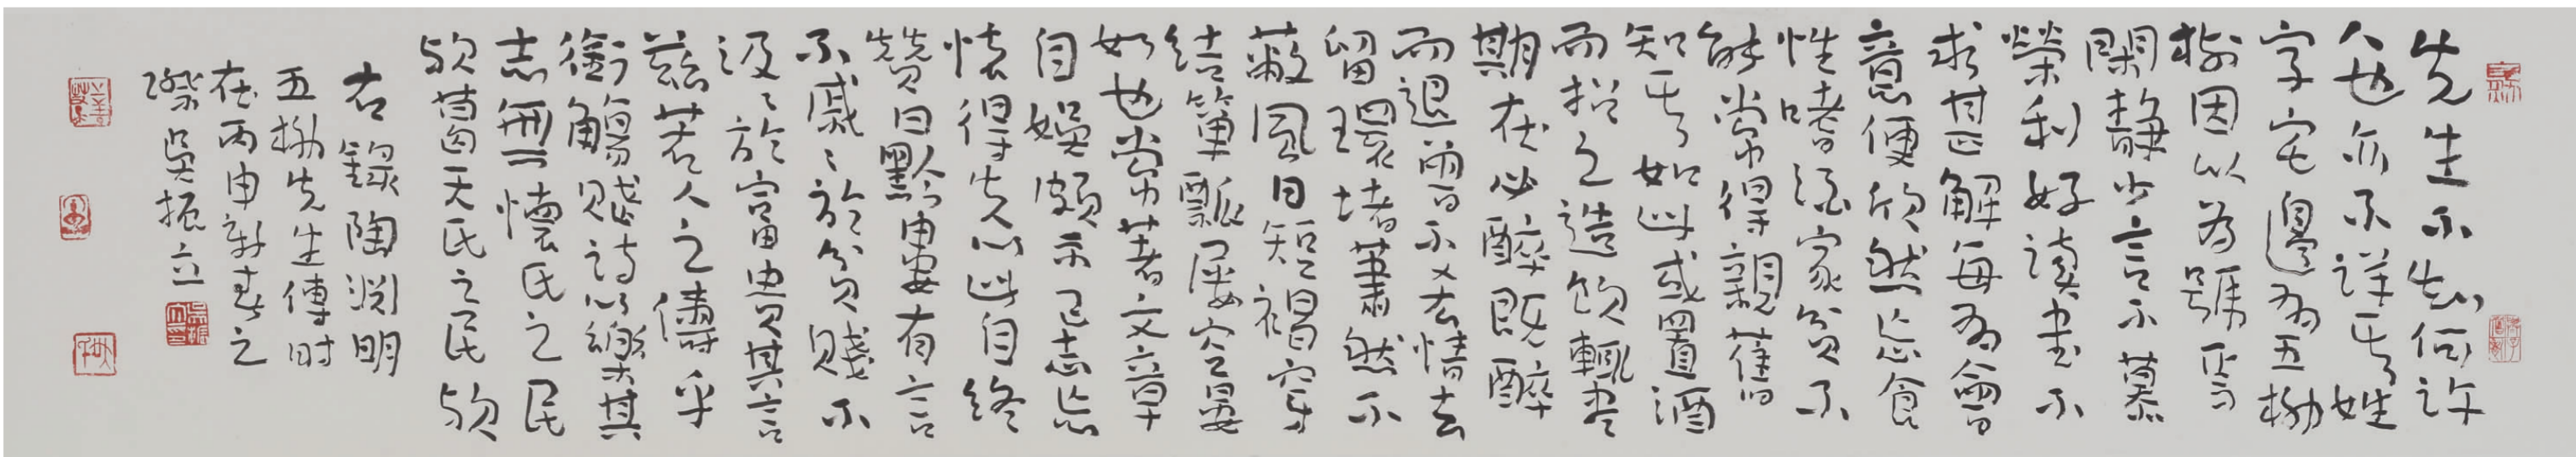 先生不知何許
人也亦不詳其姓
字宅邊有五柳
樹因以為號焉
閑靜少言不慕
榮利好讀書不
求甚解每有會
意便欣然忘食
性嗜酒家貧不
能常得親舊
知其如此或置酒
而招之造飲輒盡
期在必醉既醉
而退曾不吝情去
留環堵蕭然不
蔽風日短褐穿
結簞瓢屢空晏
如也常著文章
自娛頗示己志忘
懷得失以此自終
贊曰黔婁有言
不戚〻於貧賤不
汲〻於富貴其言
茲若人之儔乎
銜觴賦詩以樂其
志無懷氏之民
歟葛天氏之民歟
右錄陶淵明
五柳先生傳時
在丙申新春之
際吳振立